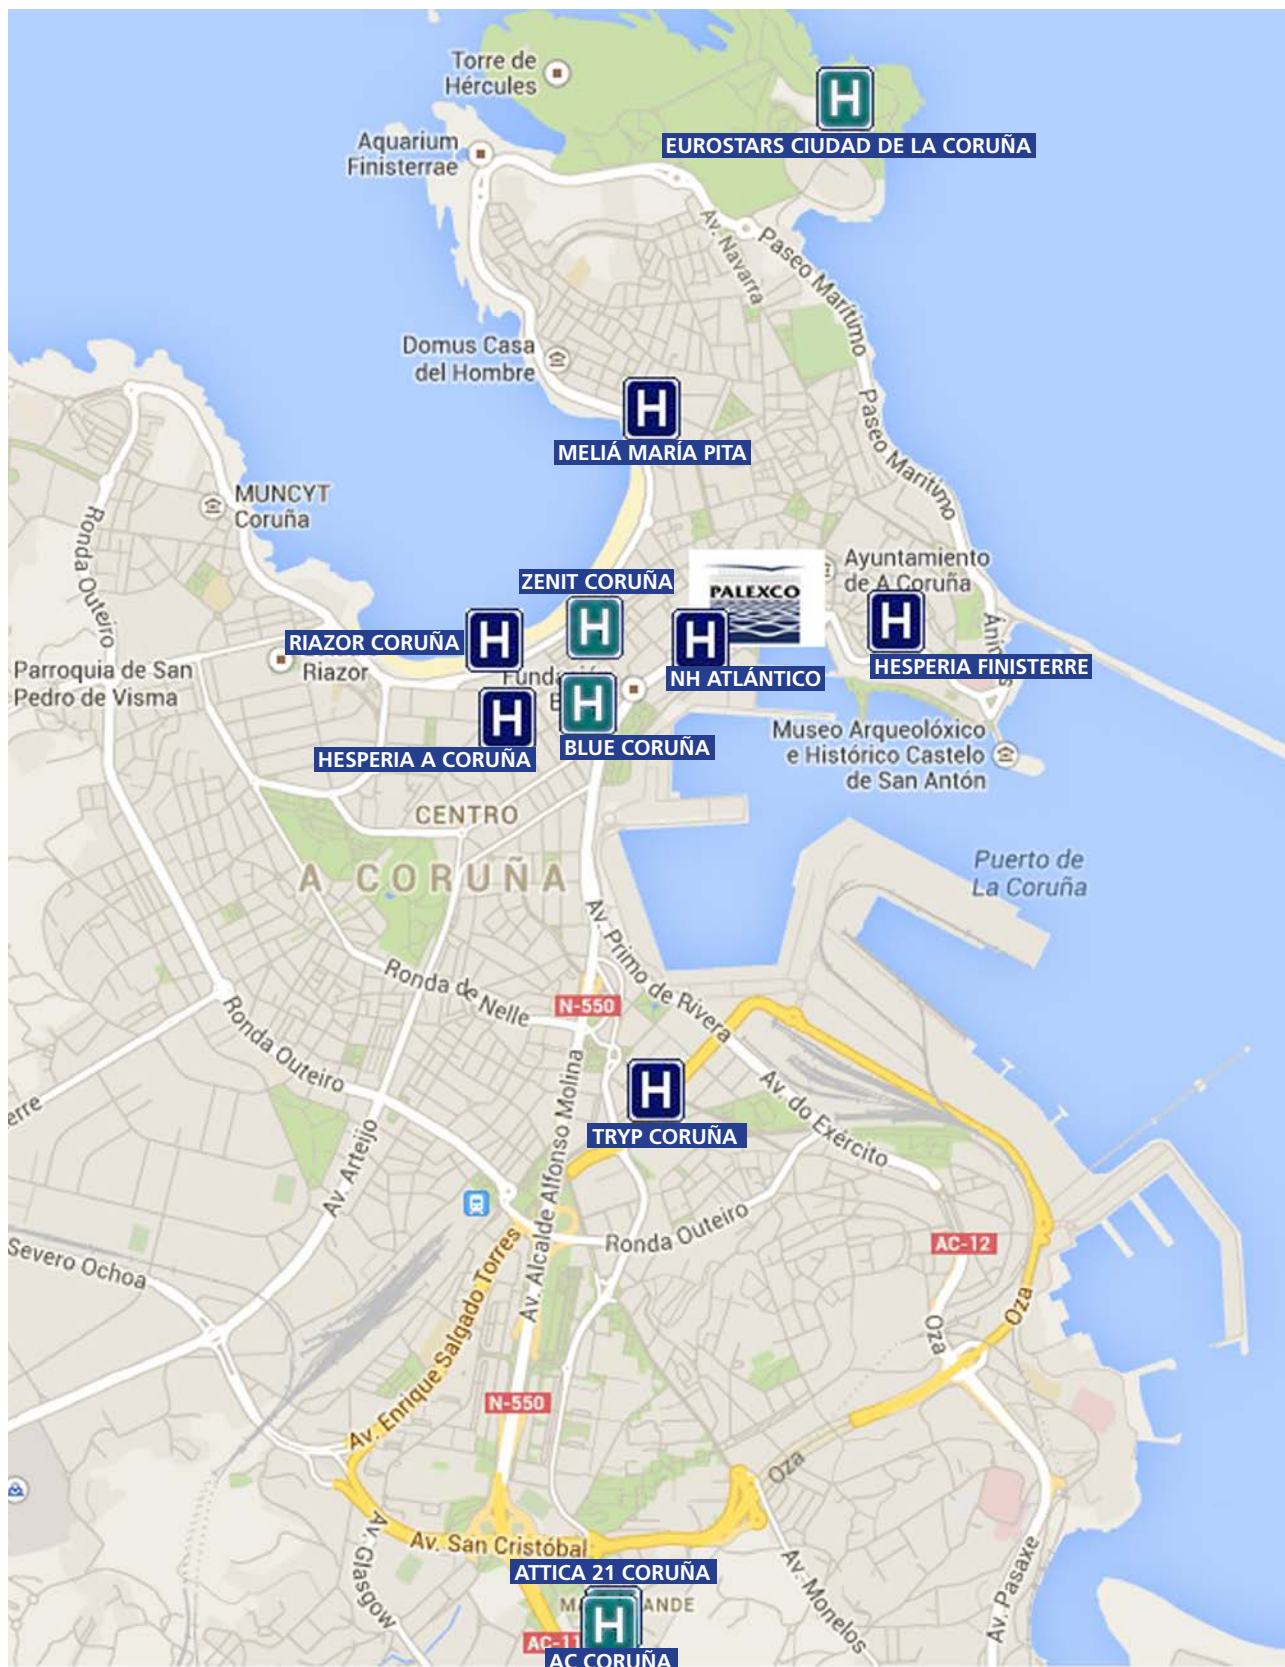 Torre de
Hércules
H
EUROSTARS CIUDAD DE LA CORUÑA
Aquarium
Finisterrae
Av. Navarra
Paseo Marítimo
Domus Casa
del Hombre
H
MELIÁ MARÍA PITA
Paseo Marítimo
MUNCYT
Coruña
Ronda Outeiro
Ayuntamiento
de A Coruña
PALEXCO
ZENIT CORUÑA
H
H
RIAZOR CORUÑA
Riazor
H
NH ATLÁNTICO
H
HESPERIA FINISTERRE
Parroquia de San
Pedro de Visma
H
HESPERIA A CORUÑA
H
BLUE CORUÑA
Museo Arqueolóxico
e Histórico Castelo
de San Antón
CENTRO
A CORUÑA
Puerto de
La Coruña
Av. Primo de Rivera
Ronda de Nelle
N-550
Ronda Outeiro
H
TRYP CORUÑA
Av. do Exército
Av. Arteijo
Av. Alcalde Alfonso Molina
Ronda Outeiro
AC-12
Severo Ochoa
Av. Enrique Salgado Torres
Oza
Oza
N-550
Oza
Av. Glasgow
Av. San Cristóbal
ATTICA 21 CORUÑA
H
ANDE
AC-11
AC CORUÑA
Av. Monelos
Av. Pasaxe